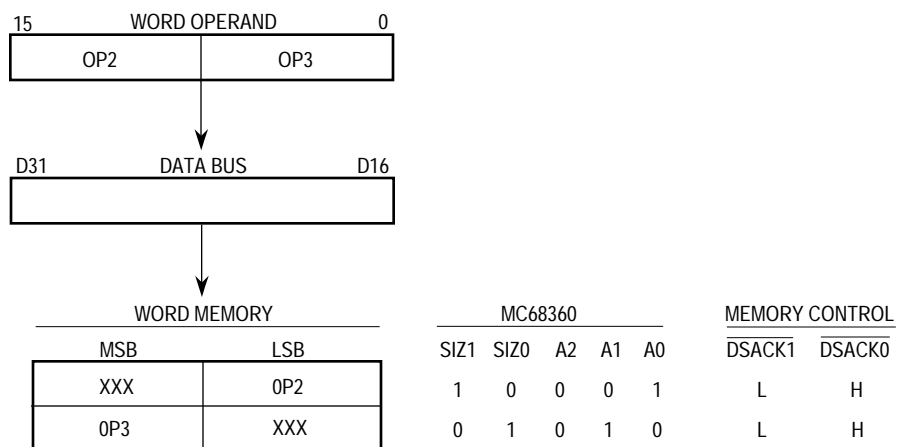 15 WORD OPERAND 0
OP2 OP3
D31 DATA BUS D16
WORD MEMORY MC68360 MEMORY CONTROL
MSB LSB SIZ1 SIZ0 A2 A1 A0 DSACK1 DSACK0
XXX 0P2 1 0 0 0 1 L H
0P3 XXX 0 1 0 1 0 L H